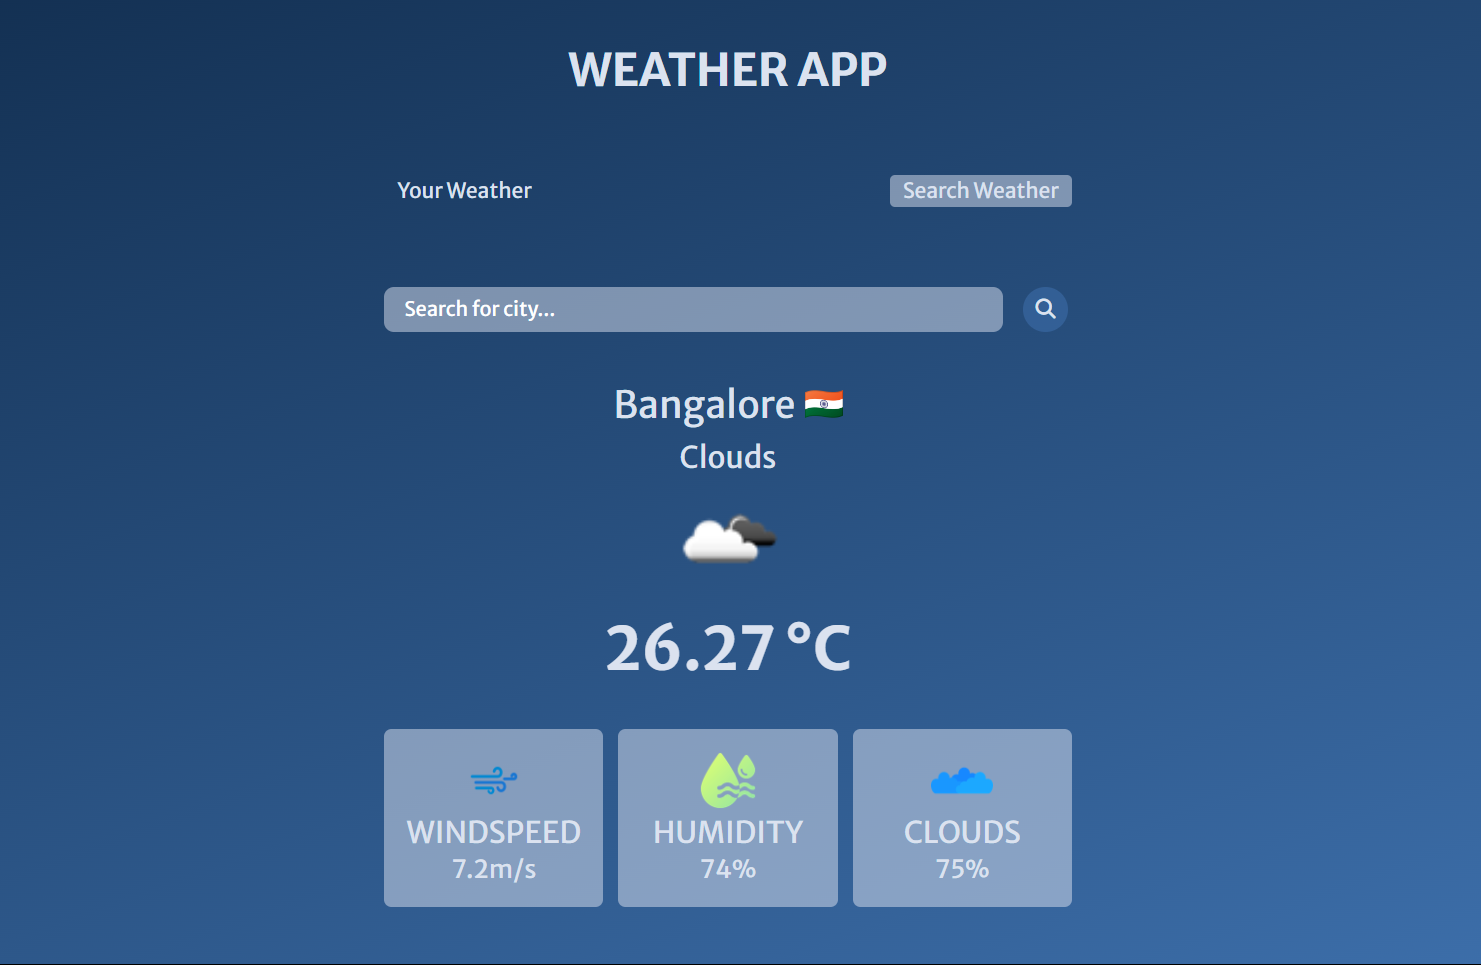 WEATHER APP
Your Weather
Search Weather
Search for city...
Bangalore
Clouds
26.27 °C
WINDSPEED
7.2m/s
HUMIDITY
74%
CLOUDS
75%